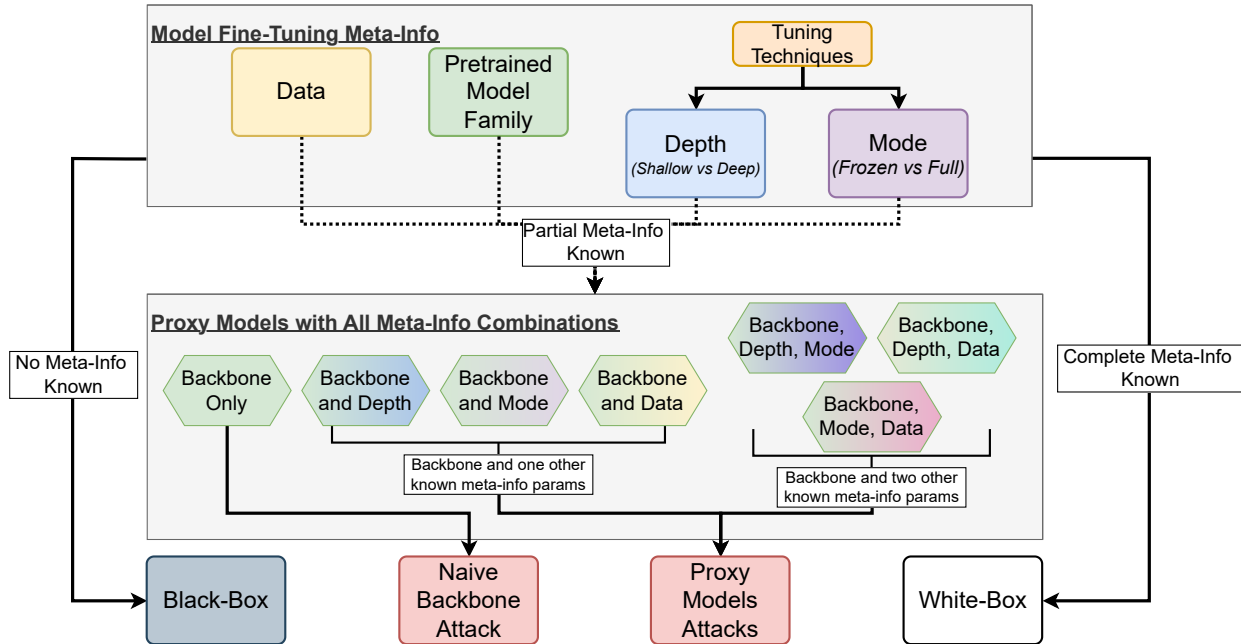 Model Fine-Tuning Meta-Info
Tuning
Techniques
Data
Pretrained
Model
Family
Depth
(Shallow vs Deep)
Mode
(Frozen vs Full)
Partial Meta-Info
Known
Proxy Models with All Meta-Info Combinations
No Meta-Info
Known
Complete Meta-Info
Known
Backbone
Only
Backbone
and Depth
Backbone
and Mode
Backbone
and Data
Backbone,
Depth, Mode
Backbone,
Depth, Data
Backbone,
Mode, Data
Backbone and one other
known meta-info params
Backbone and two other
known meta-info params
Black-Box
Naive
Backbone
Attack
Proxy
Models
Attacks
White-Box